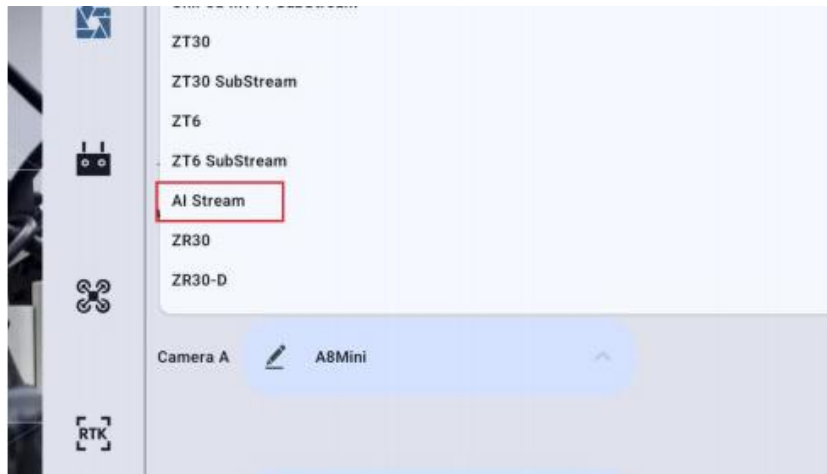 ZT30
ZT30 SubStream
ZT6
ZT6 SubStream
AI Stream
ZR30
ZR30-D
Camera A
A8Mini
RTK